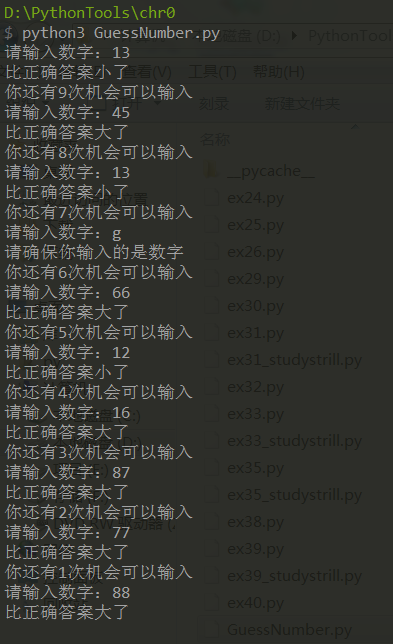 D:\PythonTools\chr0
$ python3 GuessNumber.py
请输入数字: 13
比正确答案小了
你还有9次机会可以输入
请输入数字: 45
比正确答案大了
你还有8次机会可以输入
请输入数字: 13
比正确答案小了
你还有7次机会可以输入
请输入数字: g
请确保你输入的是数字
你还有6次机会可以输入
请输入数字: 66
比正确答案大了
你还有5次机会可以输入
请输入数字: 12
比正确答案小了
你还有4次机会可以输入
请输入数字: 16
比正确答案大了
你还有3次机会可以输入
请输入数字: 87
比正确答案大了
你还有2次机会可以输入
请输入数字: 77
比正确答案大了
你还有1次机会可以输入
请输入数字: 88
比正确答案大了
(D:)
PythonTool
工具(T)
帮助(H)
刻录
新建文件夹
名称
__pycache__
ex24.py
ex25.py
ex26.py
ex29.py
ex30.py
ex31.py
ex31_studystrill.py
ex32.py
ex33.py
ex33_studystrill.py
ex35.py
ex35_studystrill.py
ex38.py
ex39.py
ex39_studystrill.py
ex40.py
GuessNumber.py